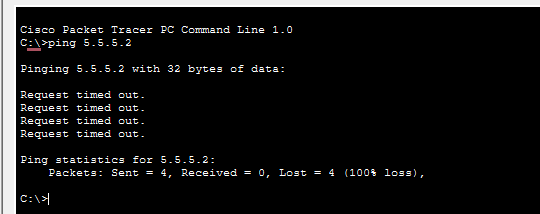 Cisco Packet Tracer PC Command Line 1.0
C:\>ping 5.5.5.2
Pinging 5.5.5.2 with 32 bytes of data:
Request timed out.
Request timed out.
Request timed out.
Request timed out.
Ping statistics for 5.5.5.2:
Packets: Sent = 4, Received = 0, Lost = 4 (100% loss),
C:\>